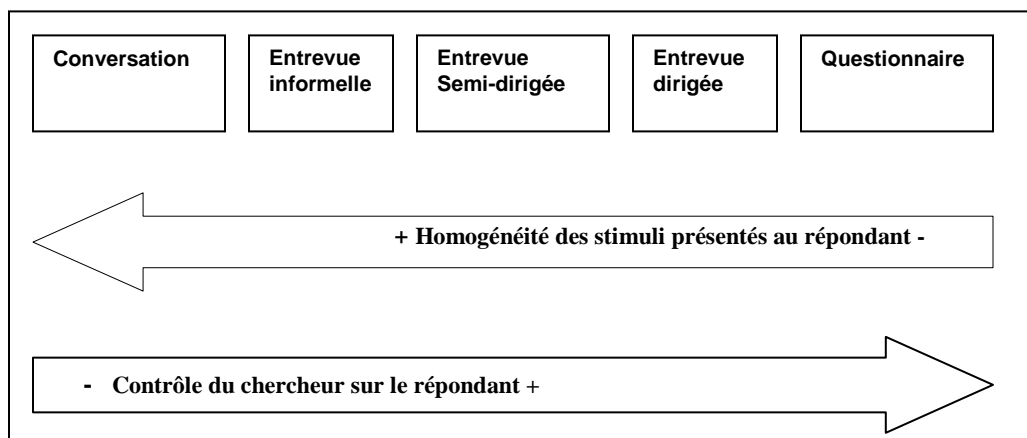 Conversation
Entrevue
informelle
Entrevue
Semi-dirigée
Entrevue
dirigée
Questionnaire
+ Homogénéité des stimuli présentés au répondant -
- Contrôle du chercheur sur le répondant +